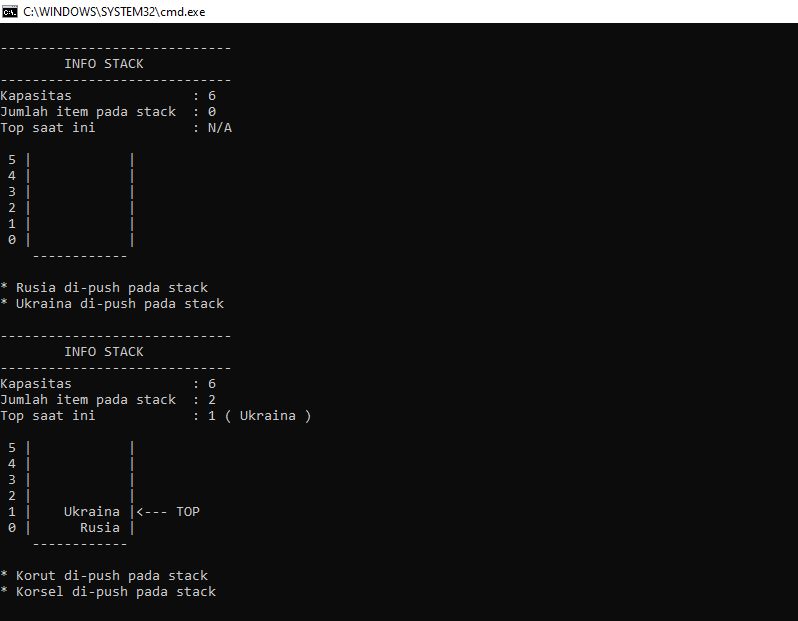 C:\WINDOWS\SYSTEM32\cmd.exe
-----------------------------
        INFO STACK
-----------------------------
Kapasitas               : 6
Jumlah item pada stack  : 0
Top saat ini            : N/A
 5 |            |
 4 |            |
 3 |            |
 2 |            |
 1 |            |
 0 |            |
    ------------
* Rusia di-push pada stack
* Ukraina di-push pada stack
-----------------------------
        INFO STACK
-----------------------------
Kapasitas               : 6
Jumlah item pada stack  : 2
Top saat ini            : 1 ( Ukraina )
 5 |            |
 4 |            |
 3 |            |
 2 |            |
 1 |    Ukraina |<--- TOP
 0 |      Rusia |
    ------------
* Korut di-push pada stack
* Korsel di-push pada stack